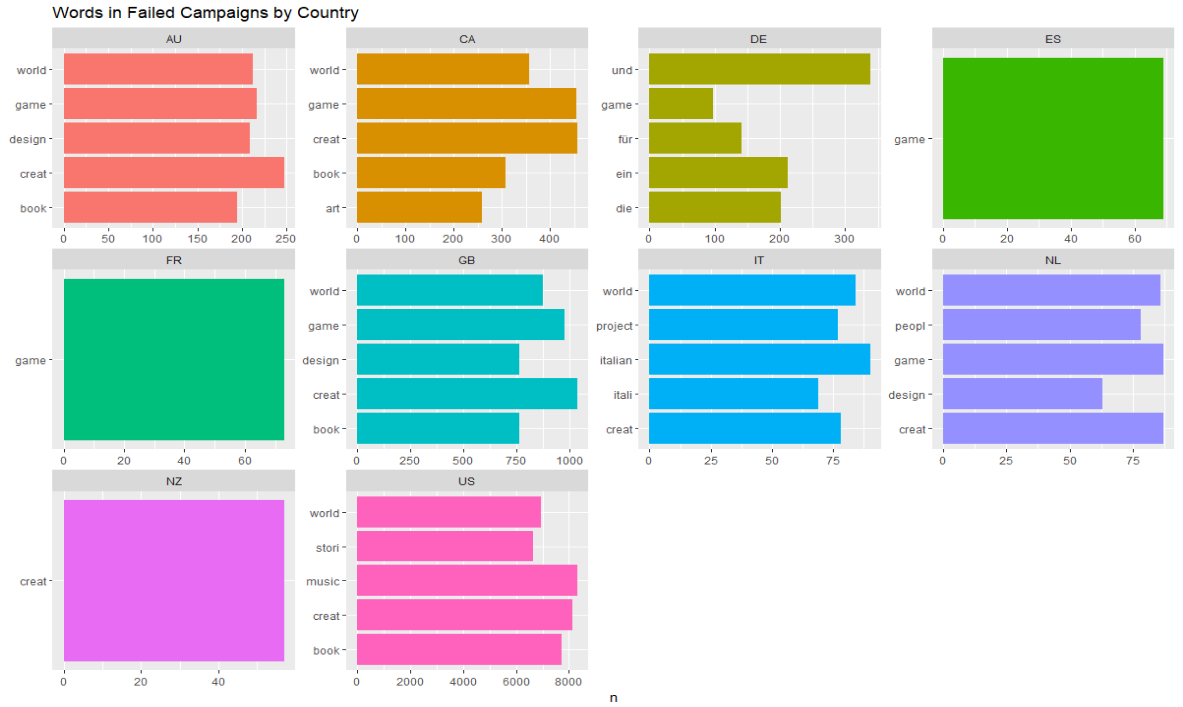 Words in Failed Campaigns by Country
AU
world
game
design
creat
book
0 50 100 150 200 250
CA
world
game
creat
book
art
0 100 200 300 400
DE
und
game
für
ein
die
0 100 200 300
ES
game
0 20 40 60
FR
game
0 20 40 60
GB
world
game
design
creat
book
0 250 500 750 1000
IT
world
project
italian
itali
creat
0 25 50 75
NL
world
peopl
game
design
creat
0 25 50 75
NZ
creat
0 20 40
US
world
stori
music
creat
book
0 2000 4000 6000 8000
n